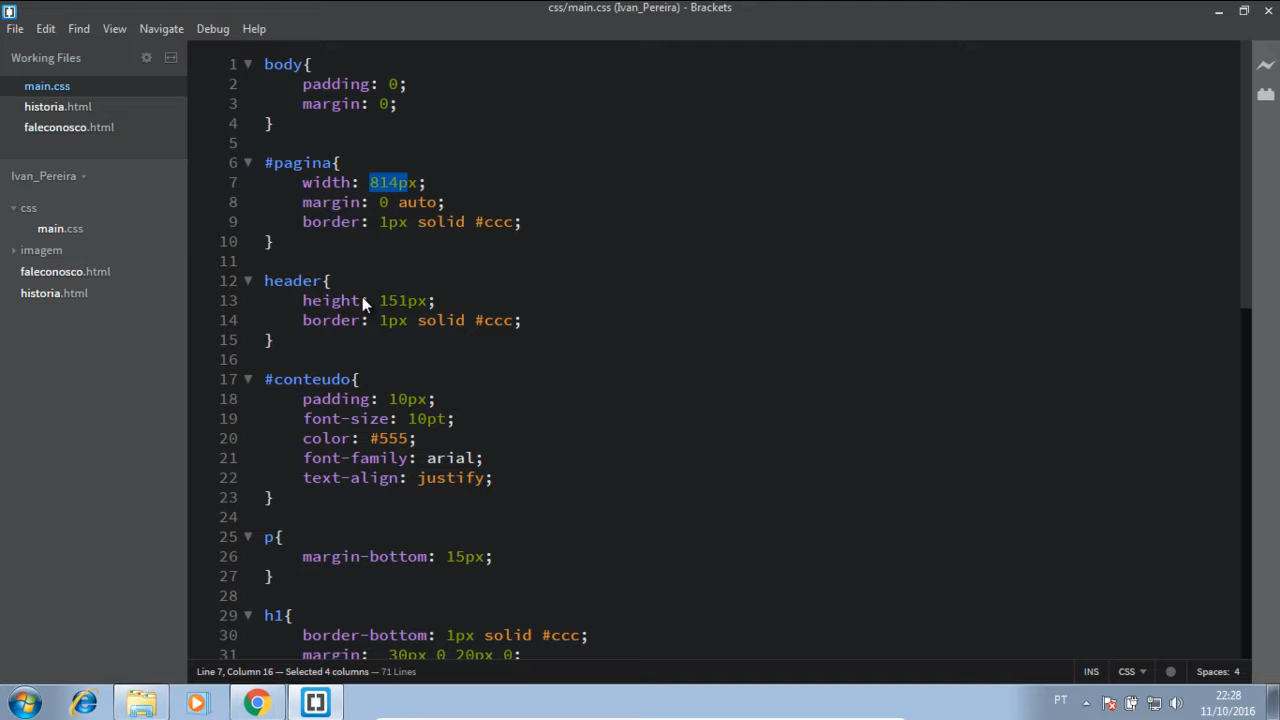 css/main.css (Ivan_Pereira) - Brackets
File Edit Find View Navigate Debug Help
Working Files
main.css
historia.html
faleconosco.html
Ivan_Pereira
css
main.css
imagem
faleconosco.html
historia.html
1 body{
2 padding: 0;
3 margin: 0;
4 }
5
6 #pagina{
7 width: 814px;
8 margin: 0 auto;
9 border: 1px solid #ccc;
10 }
11
12 header{
13 height: 151px;
14 border: 1px solid #ccc;
15 }
16
17 #conteudo{
18 padding: 10px;
19 font-size: 10pt;
20 color: #555;
21 font-family: arial;
22 text-align: justify;
23 }
24
25 p{
26 margin-bottom: 15px;
27 }
28
29 h1{
30 border-bottom: 1px solid #ccc;
31 margin: 30px 0 20px 0;
Line 7, Column 16 — Selected 4 columns — 71 Lines
INS CSS Spaces: 4
PT
22:28
11/10/2016